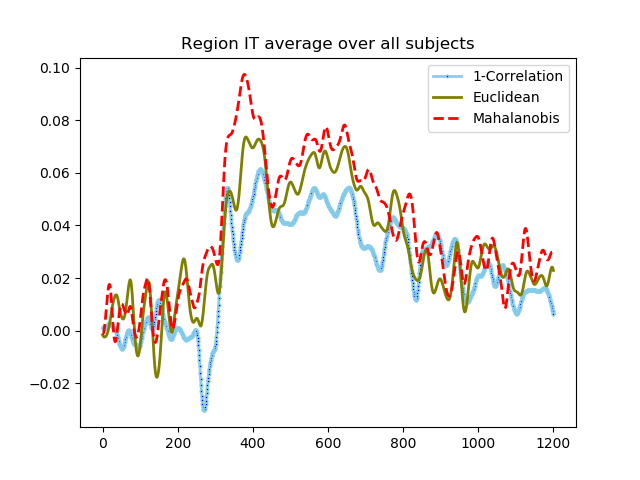 Region IT average over all subjects
1-Correlation
Euclidean
Mahalanobis
0.10
0.08
0.06
0.04
0.02
0.00
−0.02
0 200 400 600 800 1000 1200